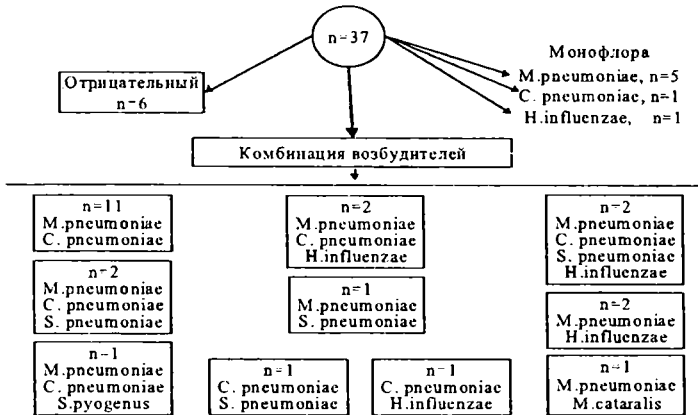 n=37
Отрицательный
n=6
Монофлора
M.pneumoniae, n=5
C. pneumoniae, n=1
H.influenzae, n=1
Комбинация возбудителей
n=11
M.pneumoniae
C. pneumoniae
n=2
M.pneumoniae
C. pneumoniae
H.influenzae
n=2
M.pneumoniae
C. pneumoniae
S. pneumoniae
H.influenzae
n=2
M.pneumoniae
C. pneumoniae
S. pneumoniae
n=1
M.pneumoniae
S. pneumoniae
n=2
M.pneumoniae
H.influenzae
n=1
M.pneumoniae
C. pneumoniae
S.pyogenus
n=1
C. pneumoniae
S. pneumoniae
n=1
C. pneumoniae
H.influenzae
n=1
M.pneumoniae
M.cataralis